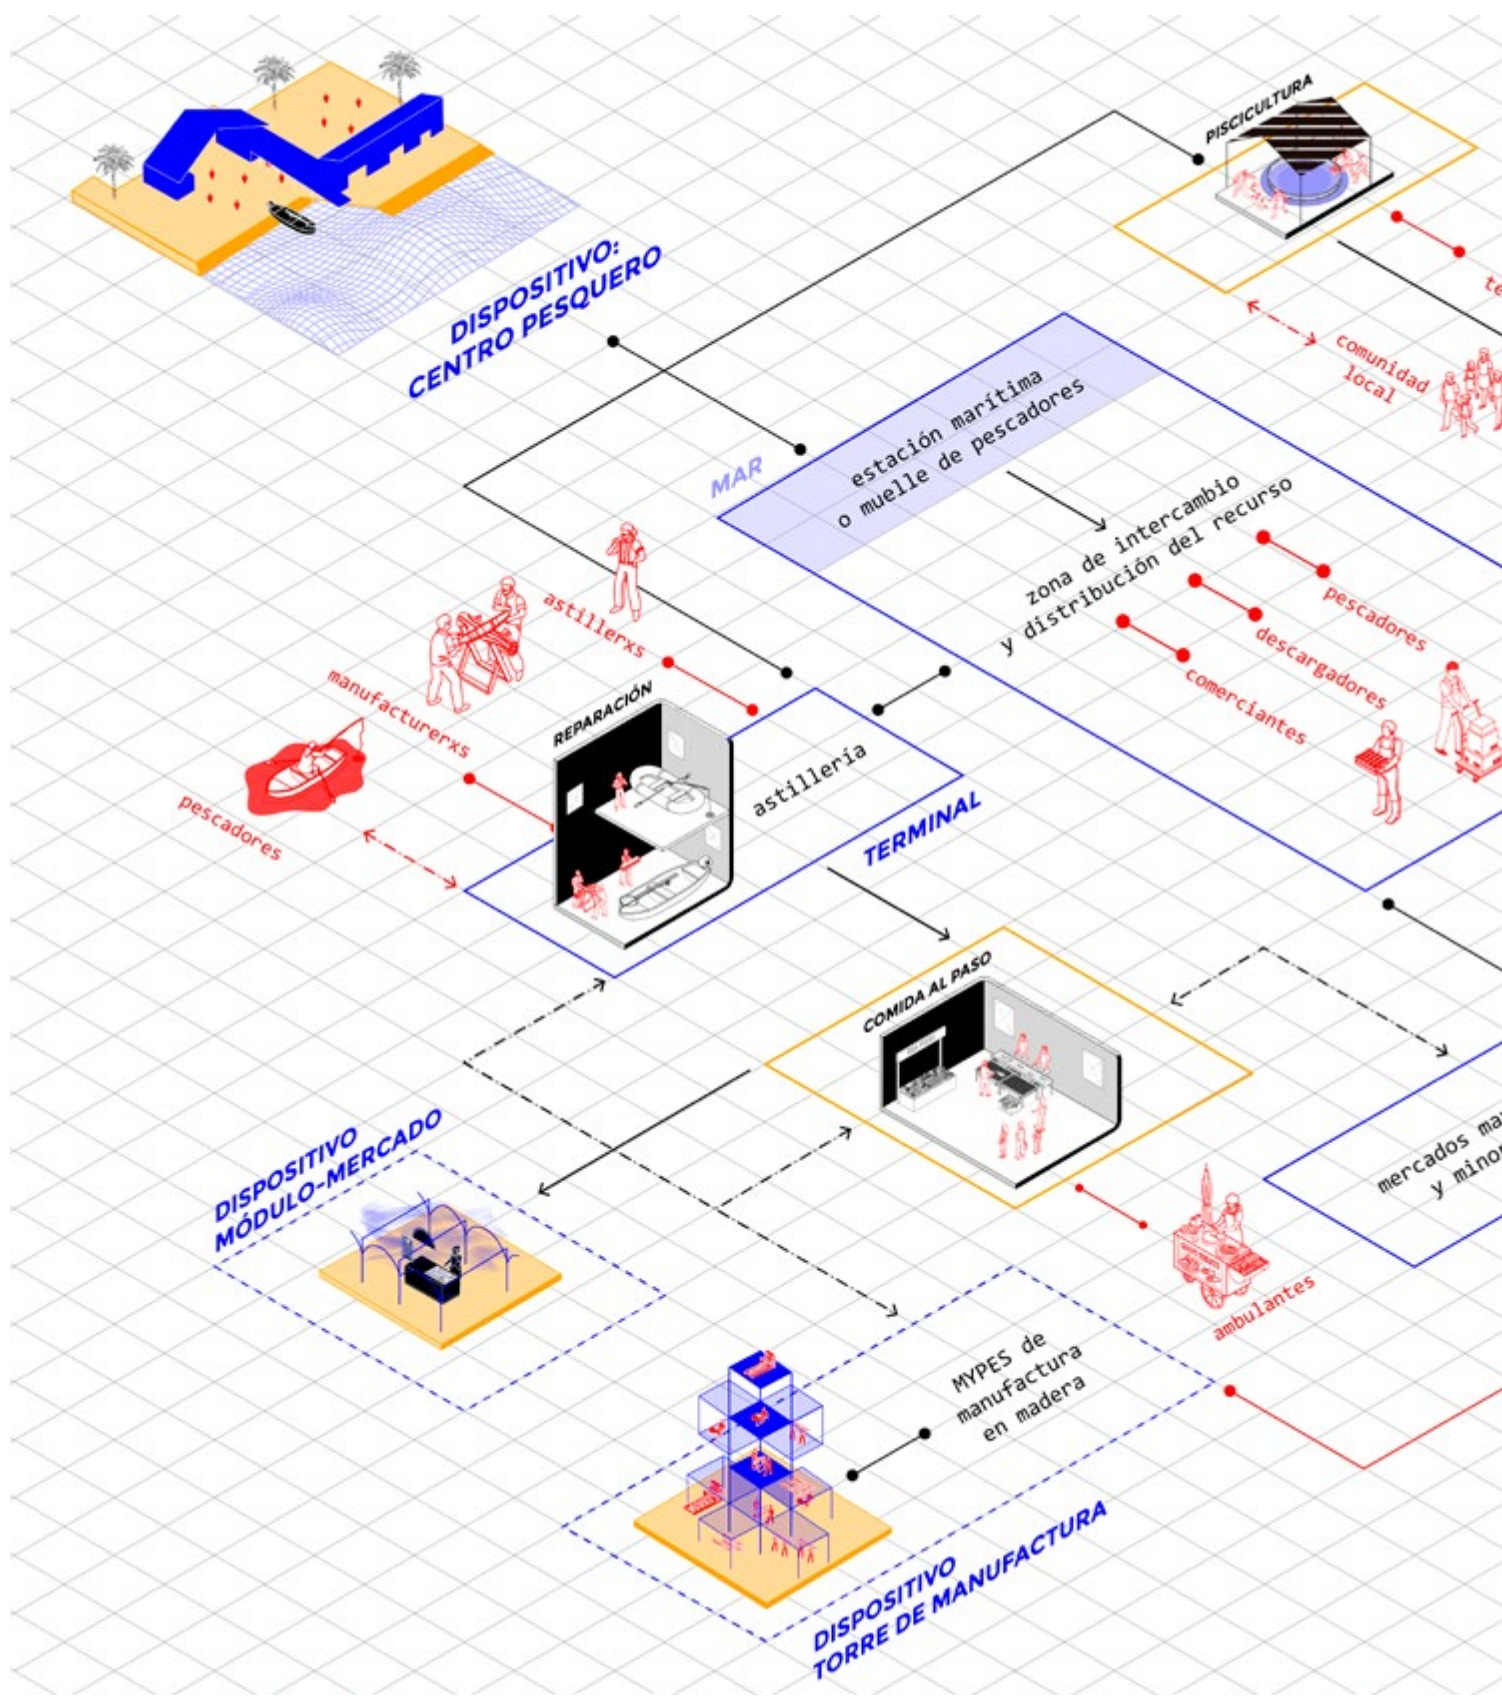 PISCICULTURA
DISPOSITIVO:
CENTRO PESQUERO
comunidad
local
estación marítima
o muelle de pescadores
MAR
zona de intercambio
y distribución del recurso
pescadores
descargadores
comerciantes
astillerxs
manufacturerxs
pescadores
REPARACIÓN
astillería
TERMINAL
COMIDA AL PASO
DISPOSITIVO
MÓDULO-MERCADO
mercados
y
ambulantes
MYPES de
manufactura
en madera
DISPOSITIVO
TORRE DE MANUFACTURA